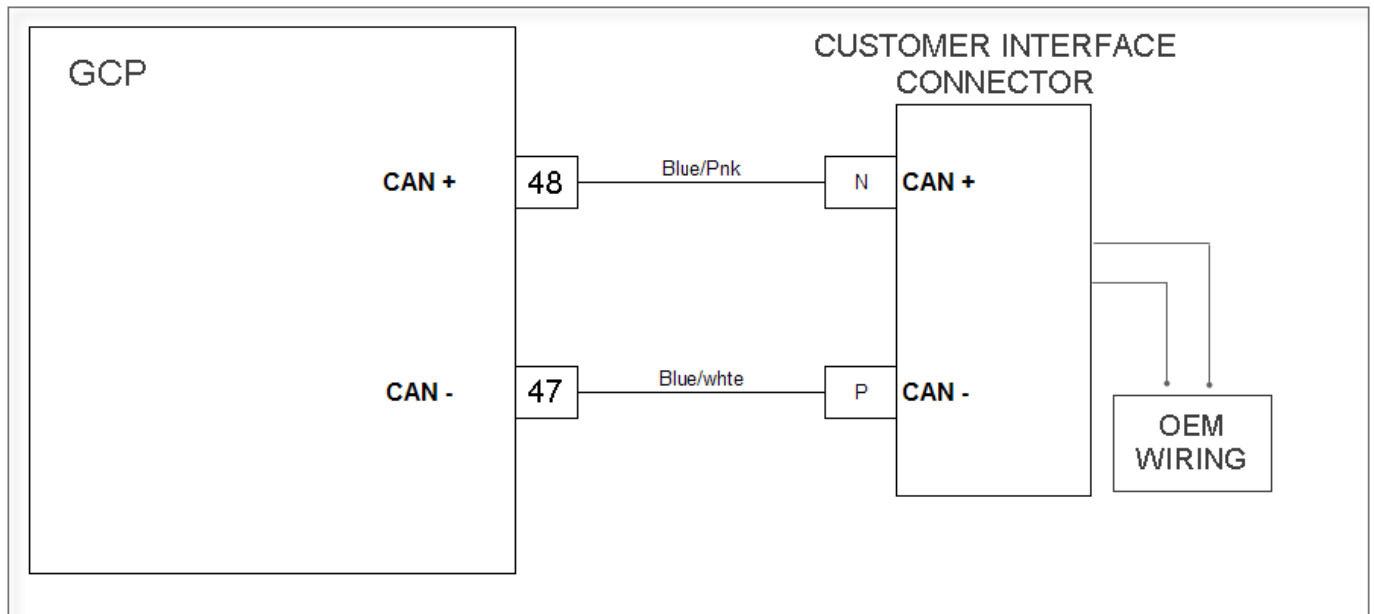 GCP
CUSTOMER INTERFACE
CONNECTOR
CAN +
48
Blue/Pnk
N
CAN +
CAN -
47
Blue/whte
P
CAN -
OEM
WIRING